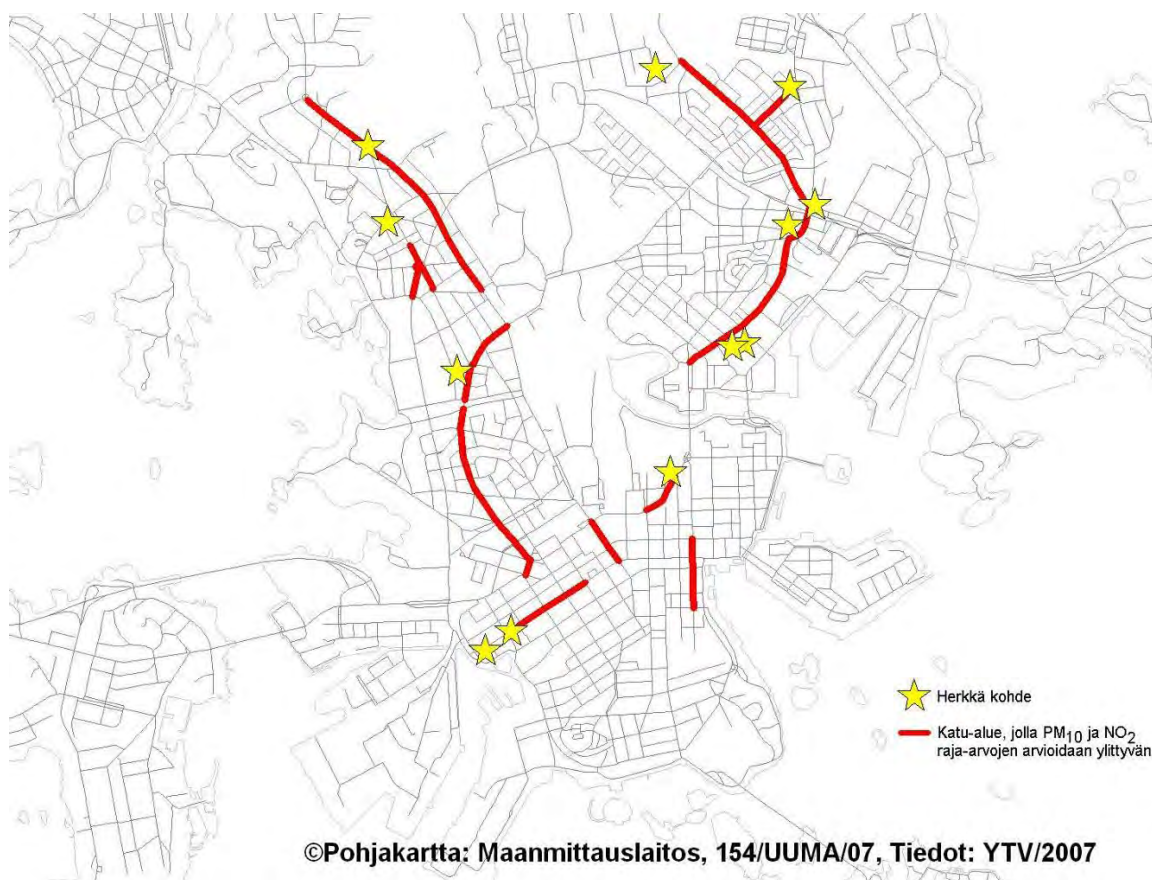 Herkkä kohde
Katu-alue, jolla PM10 ja NO2
raja-arvojen arvioidaan ylittyvän
©Pohjakartta: Maanmittauslaitos, 154/UUMA/07, Tiedot: YTV/2007